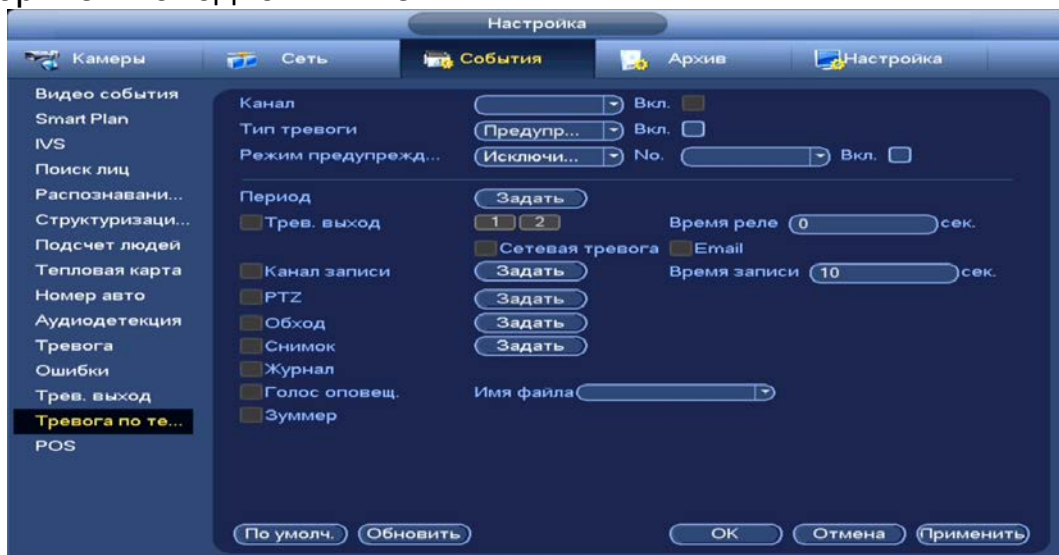 Настройка
Камеры Сеть События Архив Настройка
Видео события
Smart Plan
IVS
Поиск лиц
Распознавани...
Структуризаци...
Подсчет людей
Тепловая карта
Номер авто
Аудиодетекция
Тревога
Ошибки
Трев. выход
Тревога по те...
POS
Канал Вкл.
Тип тревоги Предупр... Вкл.
Режим предупрежд... Исключи... No. Вкл.
Период Задать
Трев. выход 1 2 Время реле 0 сек.
Сетевая тревога Email
Канал записи Задать Время записи 10 сек.
PTZ Задать
Обход Задать
Снимок Задать
Журнал
Голос оповещ. Имя файла
Зуммер
По умолч. Обновить OK Отмена Применить